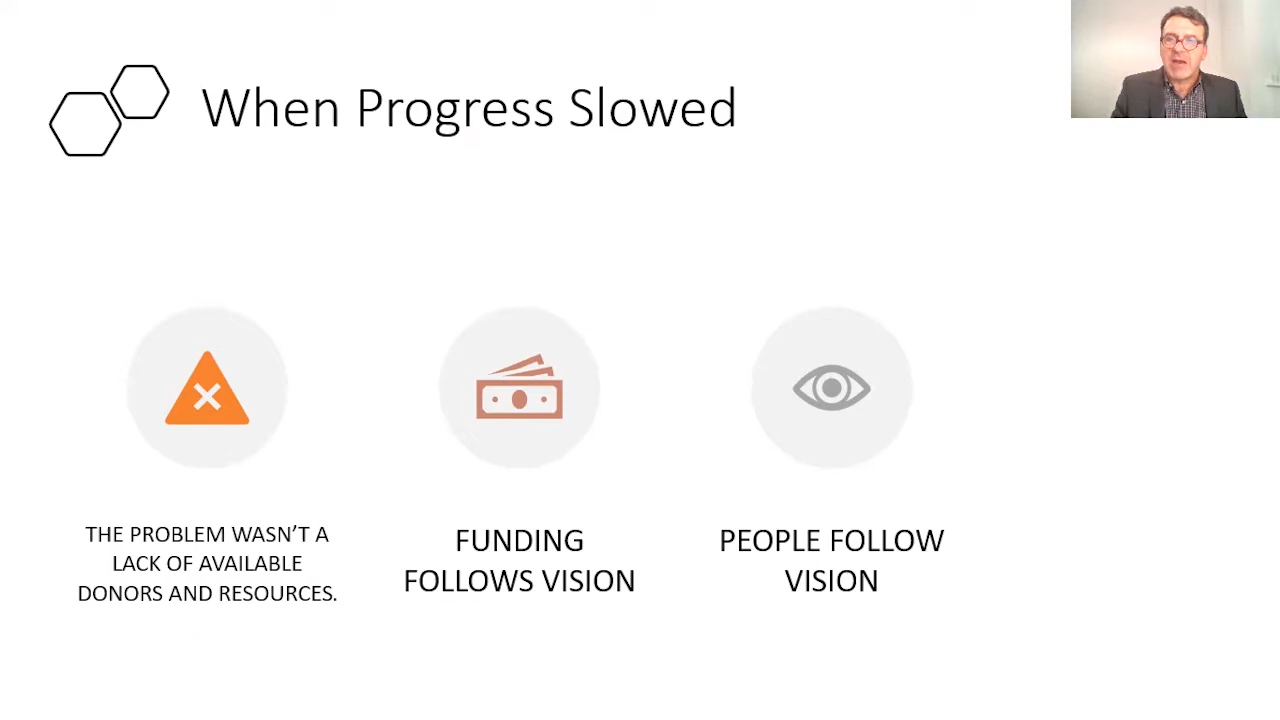 When Progress Slowed
THE PROBLEM WASN’T A
LACK OF AVAILABLE
DONORS AND RESOURCES.
FUNDING
FOLLOWS VISION
PEOPLE FOLLOW
VISION